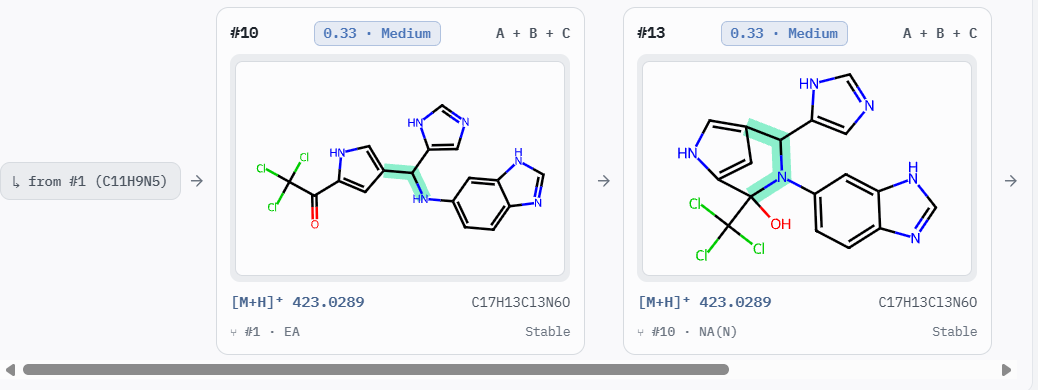 ↳ from #1 (C11H9N5)
→
#10 0.33 · Medium A + B + C
HN
N
Cl
Cl
Cl
O
HN
HN
H
N
N
[M+H]⁺ 423.0289 C17H13Cl3N6O
⑂ #1 · EA Stable
→
#13 0.33 · Medium A + B + C
HN
N
HN
N
Cl
Cl
Cl
OH
H
N
N
[M+H]⁺ 423.0289 C17H13Cl3N6O
⑂ #10 · NA(N) Stable
→